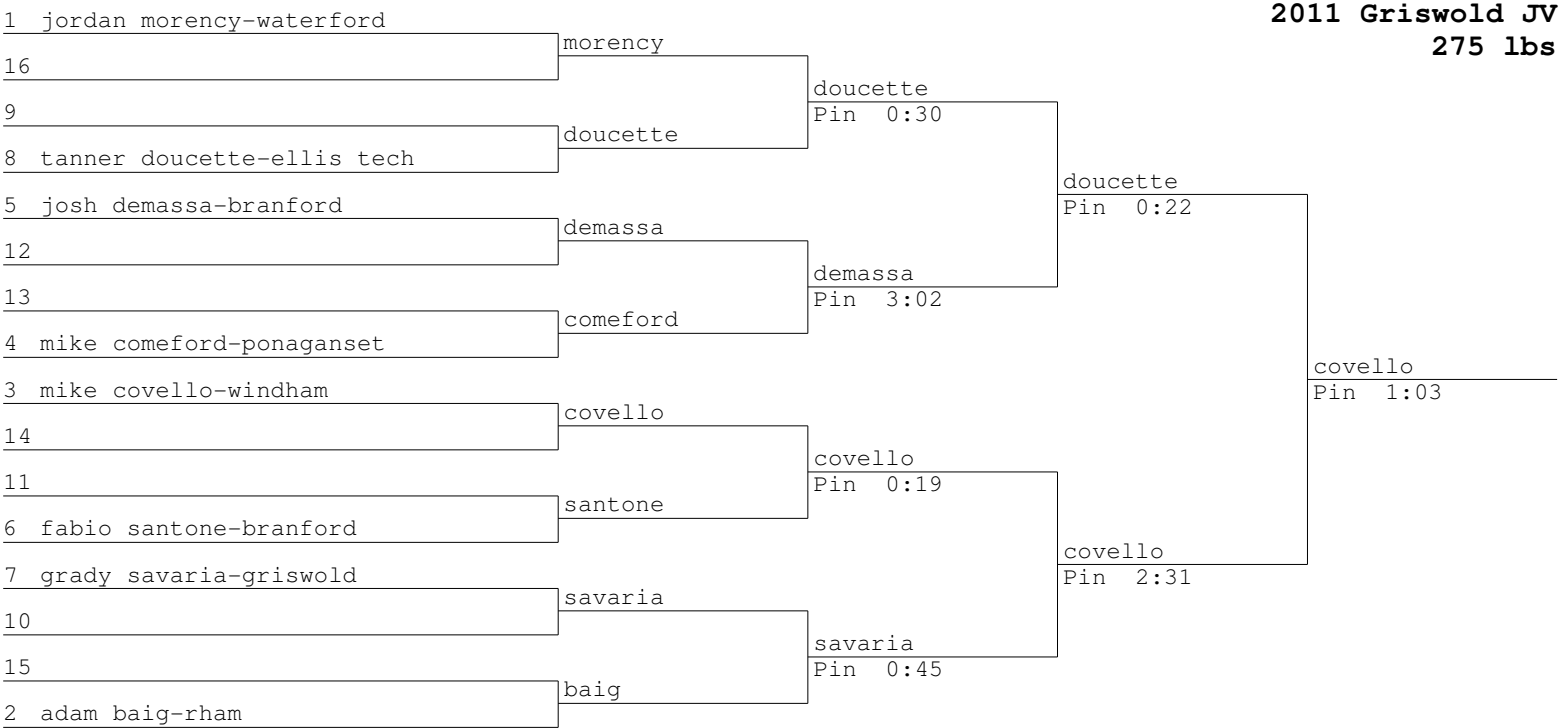 2011 Griswold JV
275 lbs
1 jordan morency-waterford
16
9
8 tanner doucette-ellis tech
5 josh demassa-branford
12
13
4 mike comeford-ponaganset
3 mike covello-windham
14
11
6 fabio santone-branford
7 grady savaria-griswold
10
15
2 adam baig-rham
morency
doucette
demassa
comeford
covello
santone
savaria
baig
doucette
Pin 0:30
demassa
Pin 3:02
covello
Pin 0:19
savaria
Pin 0:45
doucette
Pin 0:22
covello
Pin 2:31
covello
Pin 1:03